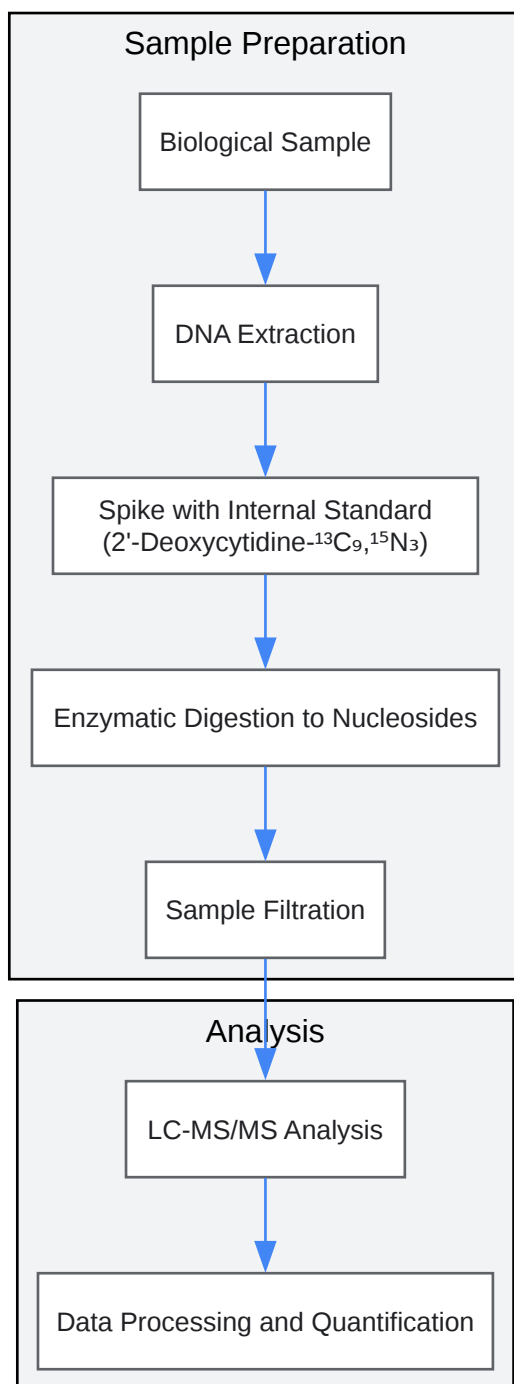 Sample Preparation
Biological Sample
DNA Extraction
Spike with Internal Standard
(2'-Deoxycytidine-¹³C₉,¹⁵N₃)
Enzymatic Digestion to Nucleosides
Sample Filtration
Analysis
LC-MS/MS Analysis
Data Processing and Quantification